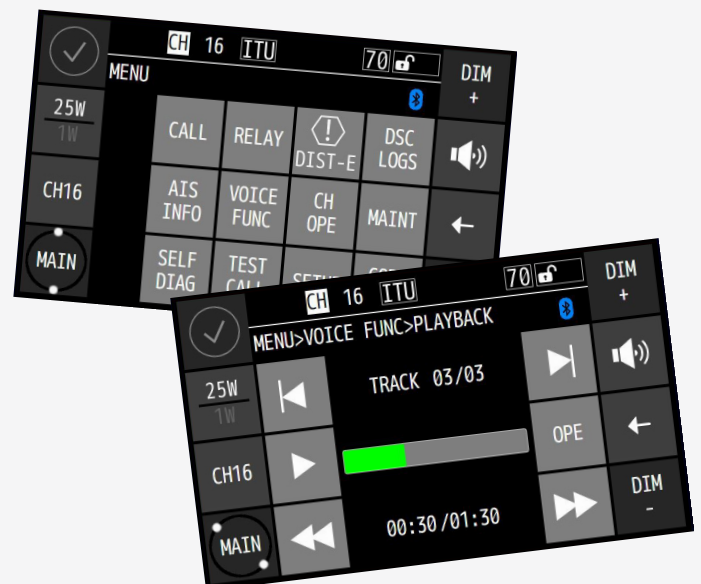 CH 16 ITU 70
DIM
+
MENU
25W
1W
CALL RELAY DIST-E DSC LOGS
CH16
AIS INFO VOICE FUNC CH OPE MAINT
MAIN
SELF DIAG TEST
CH 16 ITU 70
DIM
+
MENU>VOICE FUNC>PLAYBACK
25W
1W
TRACK 03/03
CH16
OPE
DIM
-
MAIN
00:30/01:30